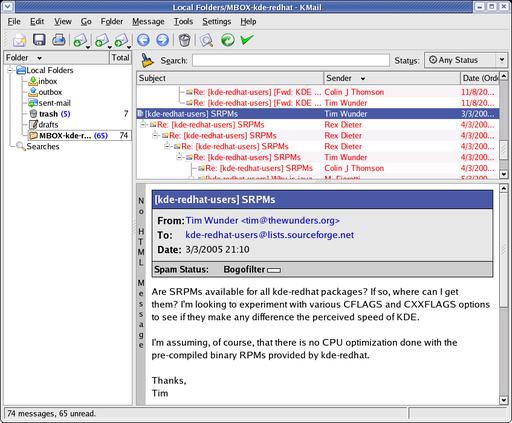 Local Folders/MBOX-kde-redhat - KMail
File Edit View Go Folder Message Tools Settings Help
Folder Total
Local Folders
inbox
outbox
sent-mail
trash (5) 7
drafts
MBOX-kde-r... (65) 74
Searches
Search: Status: Any Status
Subject Sender Date (Orde
Re: [kde-redhat-users] [Fwd: KDE ... Colin J Thomson 11/8/20...
Re: [kde-redhat-users] [Fwd: KDE ... Tim Wunder 11/8/20...
[kde-redhat-users] SRPMs Tim Wunder 3/3/200...
Re: [kde-redhat-users] SRPMs Rex Dieter 4/3/200...
Re: [kde-redhat-users] SRPMs Rex Dieter 4/3/200...
Re: [kde-redhat-users] SRPMs Rex Dieter 4/3/200...
Re: [kde-redhat-users] SRPMs Tim Wunder 4/3/200...
Re: [kde-redhat-users] SRPMs Colin J Thomson 4/3/200...
No HTML Message
[kde-redhat-users] SRPMs
From: Tim Wunder <tim@thewunders.org>
To: kde-redhat-users@lists.sourceforge.net
Date: 3/3/2005 21:10
Spam Status: Bogofilter
Are SRPMs available for all kde-redhat packages? If so, where can I get
them? I'm looking to experiment with various CFLAGS and CXXFLAGS options
to see if they make any difference the perceived speed of KDE.
I'm assuming, of course, that there is no CPU optimization done with the
pre-compiled binary RPMs provided by kde-redhat.
Thanks,
Tim
74 messages, 65 unread.